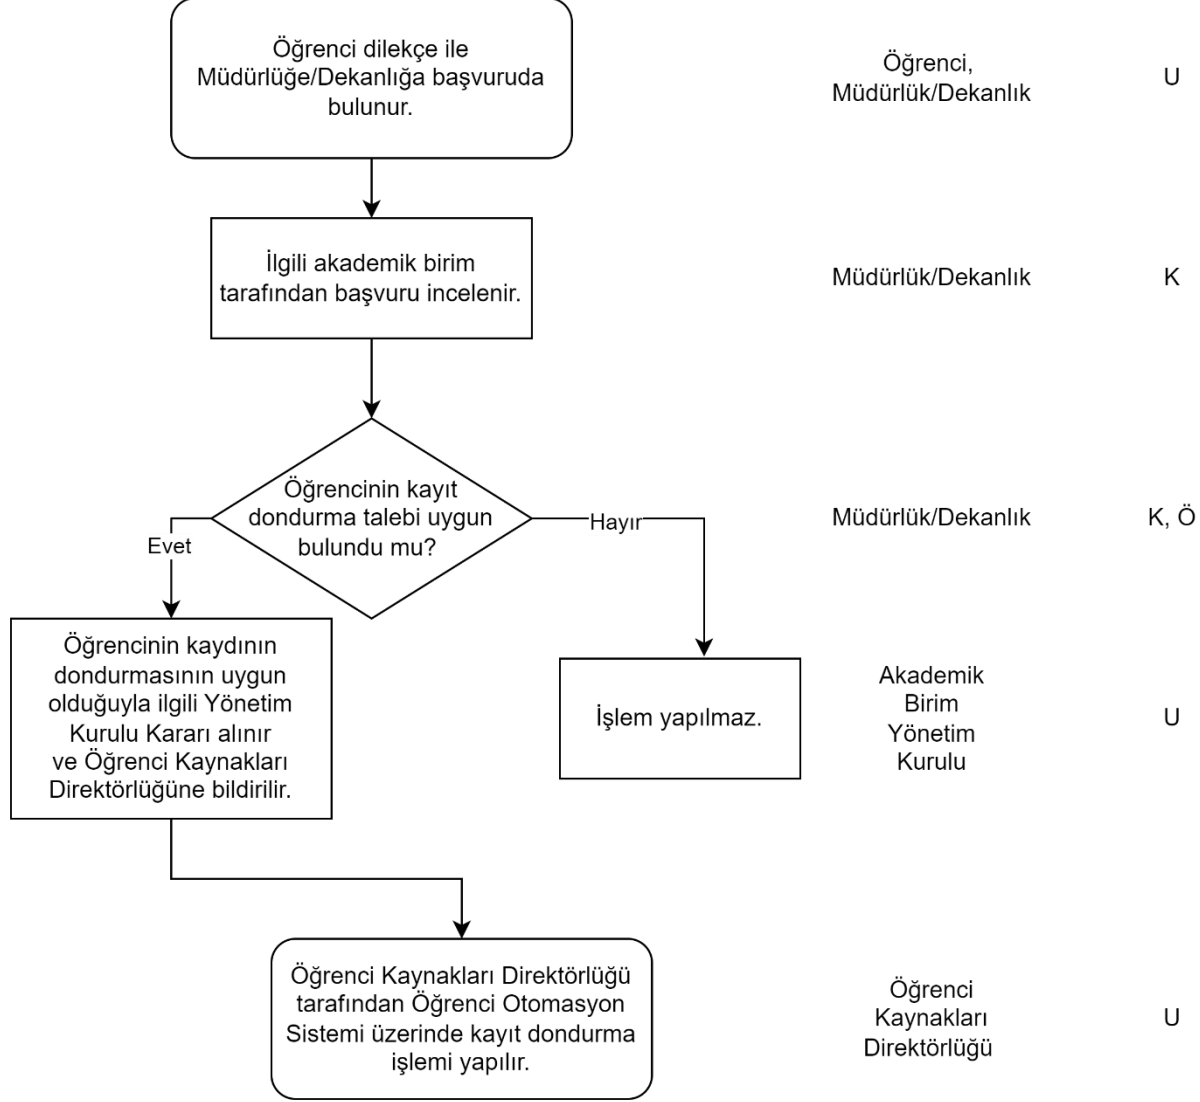 Öğrenci dilekçe ile
Müdürlüğe/Dekanlığa başvuruda
bulunur.
Öğrenci,
Müdürlük/Dekanlık
U
İlgili akademik birim
tarafından başvuru incelenir.
Müdürlük/Dekanlık
K
Öğrencinin kayıt
dondurma talebi uygun
bulundu mu?
Evet
Hayır
Müdürlük/Dekanlık
K, Ö
Öğrencinin kaydının
dondurmasının uygun
olduğuyla ilgili Yönetim
Kurulu Kararı alınır
ve Öğrenci Kaynakları
Direktörlüğüne bildirilir.
İşlem yapılmaz.
Akademik
Birim
Yönetim
Kurulu
U
Öğrenci Kaynakları Direktörlüğü
tarafından Öğrenci Otomasyon
Sistemi üzerinde kayıt dondurma
işlemi yapılır.
Öğrenci
Kaynakları
Direktörlüğü
U